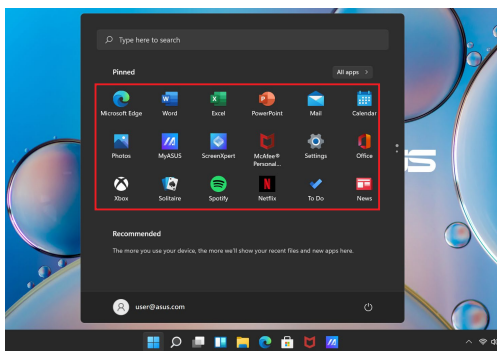 Type here to search
Pinned
All apps >
Microsoft Edge
Word
Excel
PowerPoint
Mail
Calendar
Photos
MyASUS
ScreenXpert
McAfee®
Personal...
Settings
Office
Xbox
Solitaire
Spotify
Netflix
To Do
News
Recommended
The more you use your device, the more we'll show your recent files and new apps here.
user@asus.com